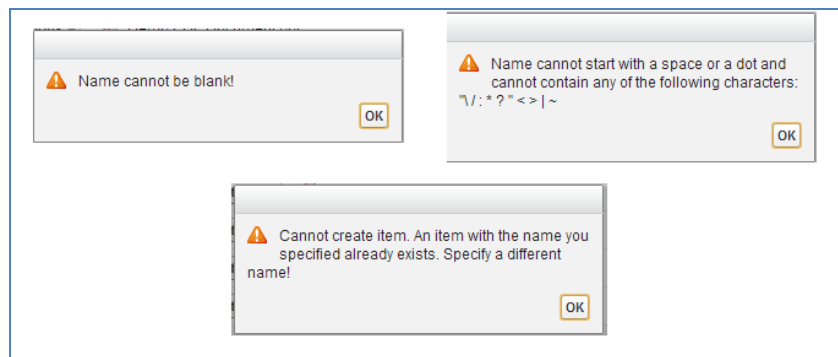 Name cannot be blank!
OK
Name cannot start with a space or a dot and
cannot contain any of the following characters:
"\ / : * ? " < > | ~
OK
Cannot create item. An item with the name you
specified already exists. Specify a different
name!
OK